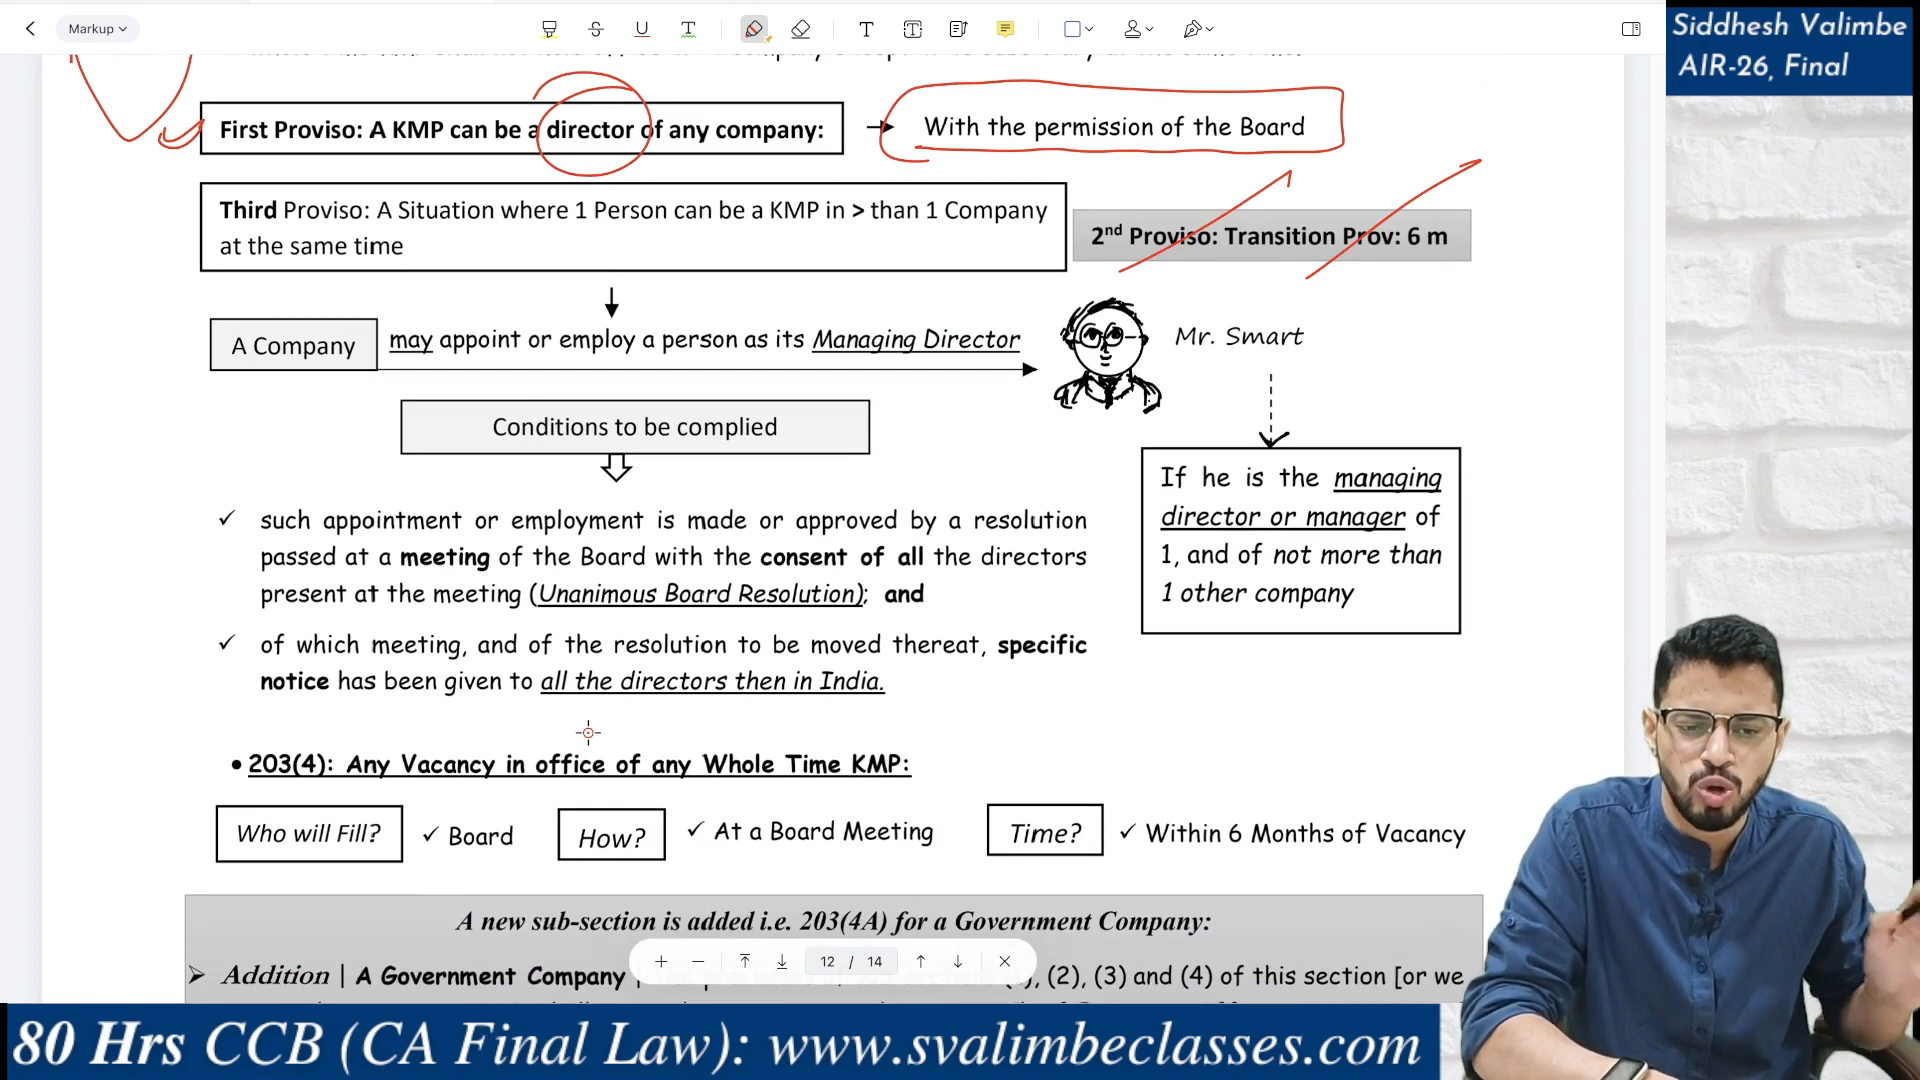 Markup
Siddhesh Valimbe
AIR-26, Final
First Proviso: A KMP can be a director of any company:
With the permission of the Board
Third Proviso: A Situation where 1 Person can be a KMP in > than 1 Company
at the same time
2nd Proviso: Transition Prov: 6 m
A Company
may appoint or employ a person as its Managing Director
Mr. Smart
Conditions to be complied
If he is the managing
director or manager of
1, and of not more than
1 other company
✓ such appointment or employment is made or approved by a resolution
passed at a meeting of the Board with the consent of all the directors
present at the meeting (Unanimous Board Resolution); and
✓ of which meeting, and of the resolution to be moved thereat, specific
notice has been given to all the directors then in India.
• 203(4): Any Vacancy in office of any Whole Time KMP:
Who will Fill? ✓ Board How? ✓ At a Board Meeting Time? ✓ Within 6 Months of Vacancy
A new sub-section is added i.e. 203(4A) for a Government Company:
➢ Addition | A Government Company | , (2), (3) and (4) of this section [or we
12 / 14
80 Hrs CCB (CA Final Law): www.svalimbeclasses.com